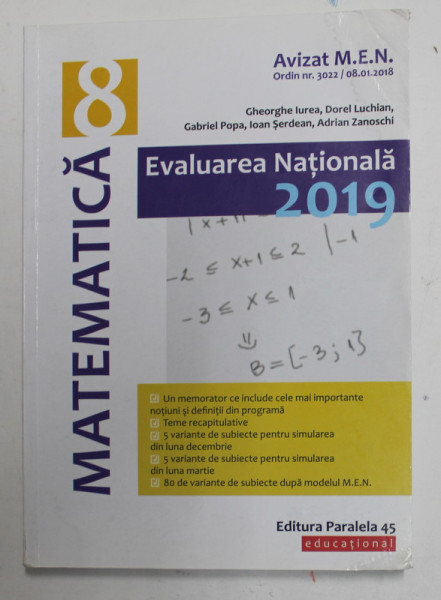 Avizat M.E.N.
Ordin nr. 3022 / 08.01.2018
Gheorghe Iurea, Dorel Luchian,
Gabriel Popa, Ioan Șerdean, Adrian Zanoschi
MATEMATICĂ 8
Evaluarea Națională
2019
|x+1|
-2 ≤ x+1 ≤ 2 |-1
-3 ≤ x ≤ 1
⇓
B = [-3 ; 1]
Un memorator ce include cele mai importante
noțiuni și definiții din programă
Teme recapitulative
5 variante de subiecte pentru simularea
din luna decembrie
5 variante de subiecte pentru simularea
din luna martie
80 de variante de subiecte după modelul M.E.N.
Editura Paralela 45
educațional